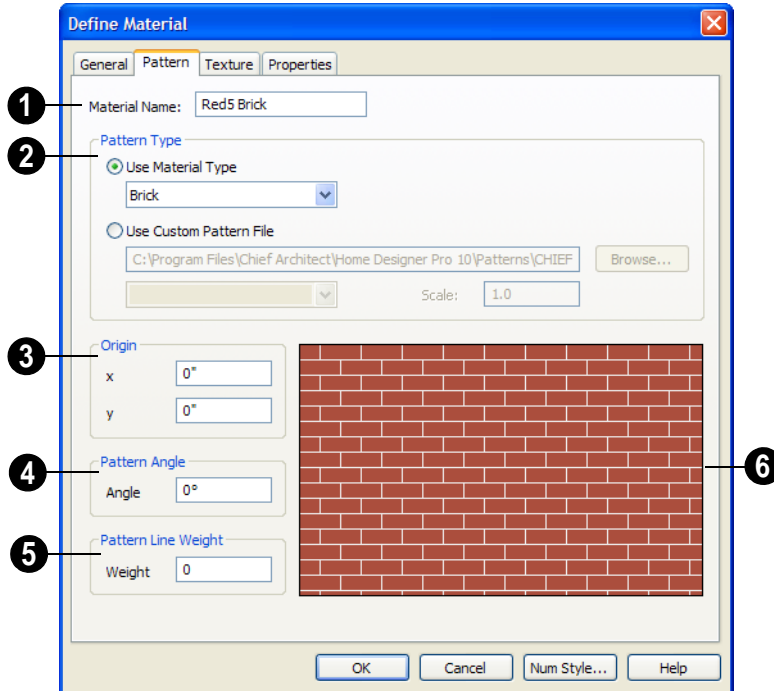 Define Material
General Pattern Texture Properties
1 Material Name: Red5 Brick
Pattern Type
2
Use Material Type
Brick
Use Custom Pattern File
C:\Program Files\Chief Architect\Home Designer Pro 10\Patterns\CHIEF Browse...
Scale: 1.0
Origin
3
x 0"
y 0"
Pattern Angle
4
Angle 0°
6
Pattern Line Weight
5
Weight 0
OK Cancel Num Style... Help